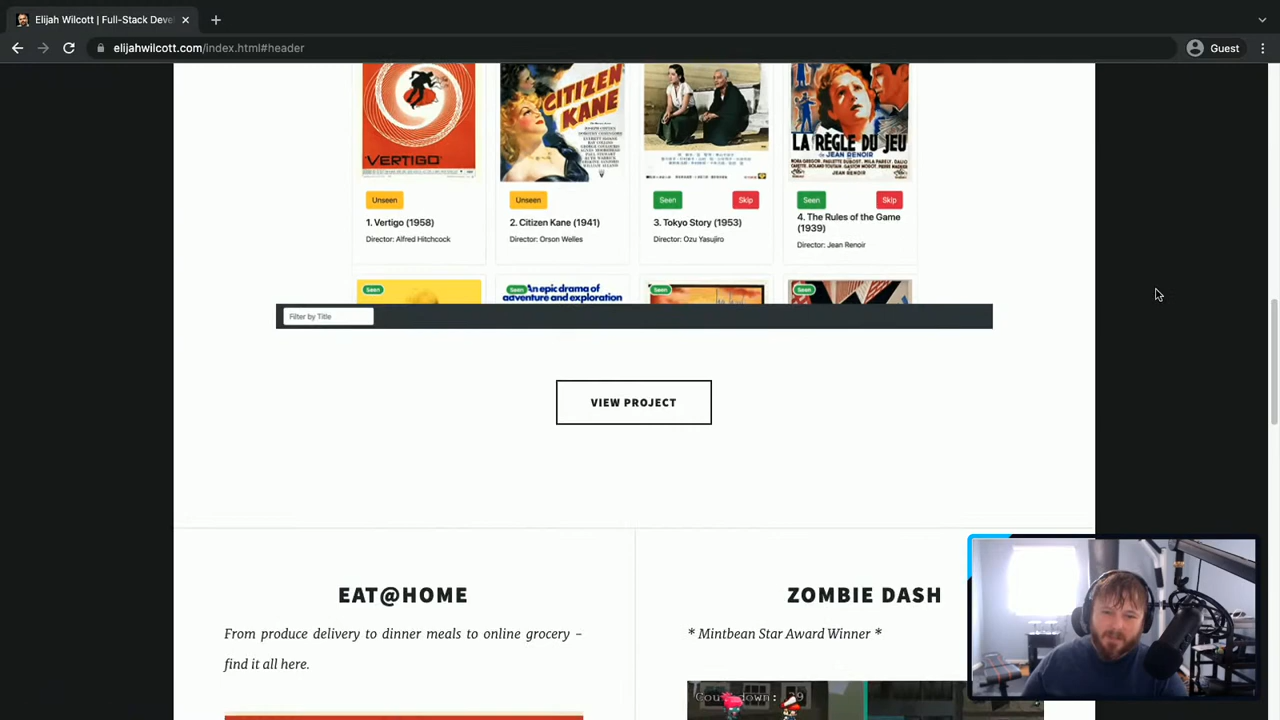 Elijah Wilcott | Full-Stack Deve
elijahwilcott.com/index.html#header
Guest
VERTIGO
CITIZEN
KANE
LA RÈGLE DU JEU
JEAN RENOIR
Unseen
Unseen
Seen
Skip
Seen
Skip
1. Vertigo (1958)
2. Citizen Kane (1941)
3. Tokyo Story (1953)
4. The Rules of the Game
(1939)
Director: Alfred Hitchcock
Director: Orson Welles
Director: Ozu Yasujiro
Director: Jean Renoir
Seen
Seen
An epic drama of
adventure and exploration
Seen
Seen
Filter by Title
VIEW PROJECT
EAT@HOME
From produce delivery to dinner meals to online grocery –
find it all here.
ZOMBIE DASH
* Mintbean Star Award Winner *